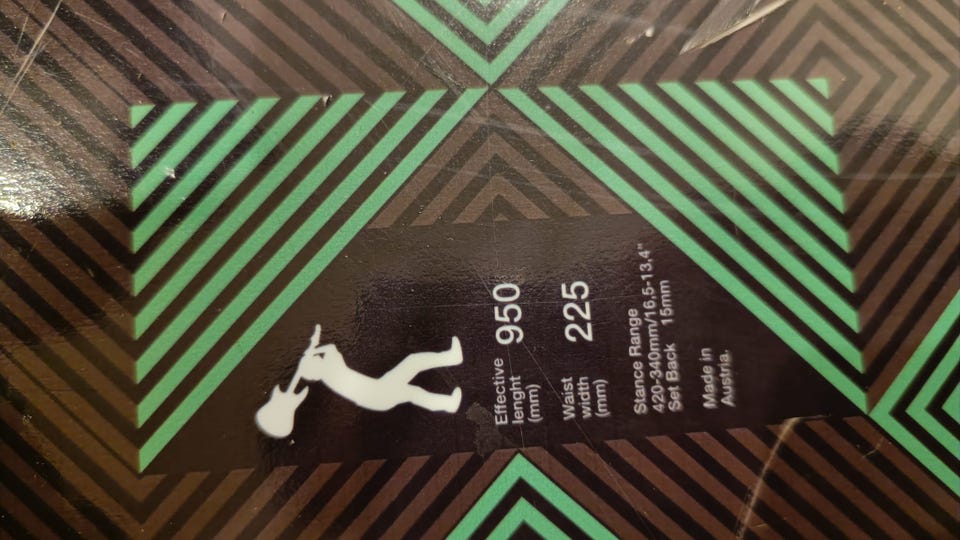 Effective
lenght
(mm)
950
Waist
width
(mm)
225
Stance Range
420-340mm/16,5-13,4"
Set Back 15mm
Made in
Austria.